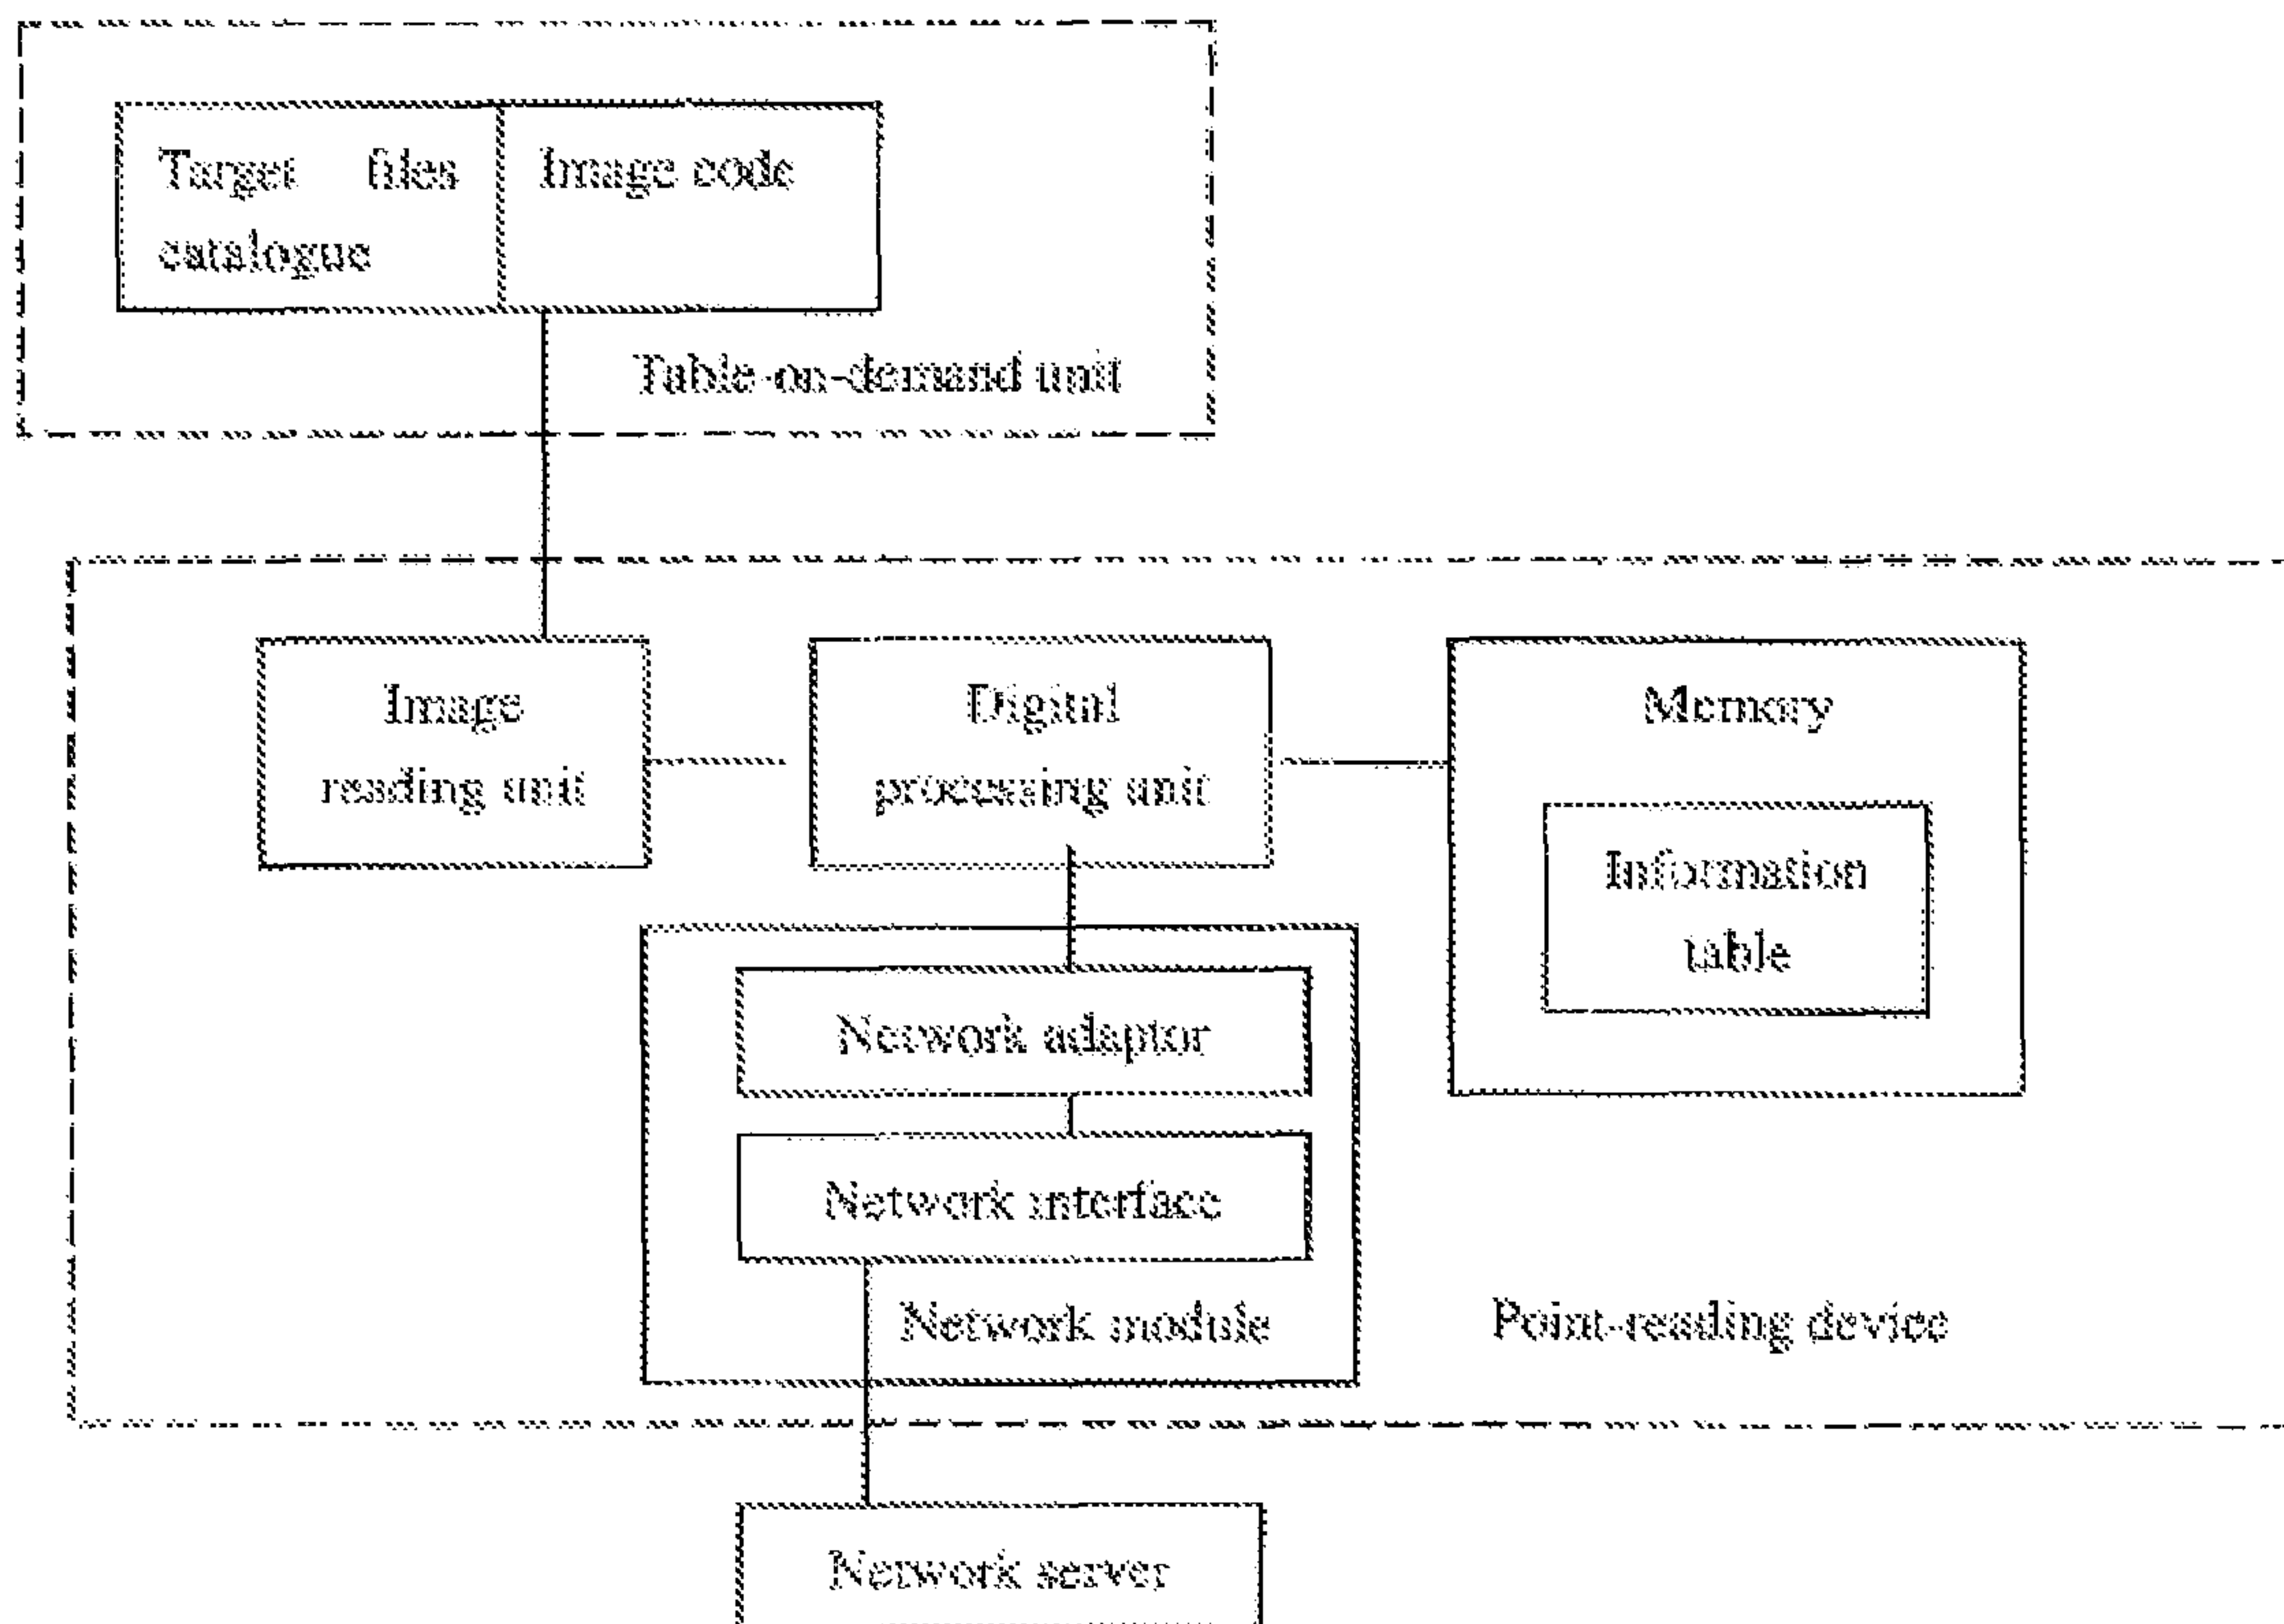 Target files
catalogue
Image code
Table-on-demand unit
Image
reading unit
Digital
processing unit
Memory
Information
table
Network adaptor
Network interface
Network module
Point-reading device
Network server